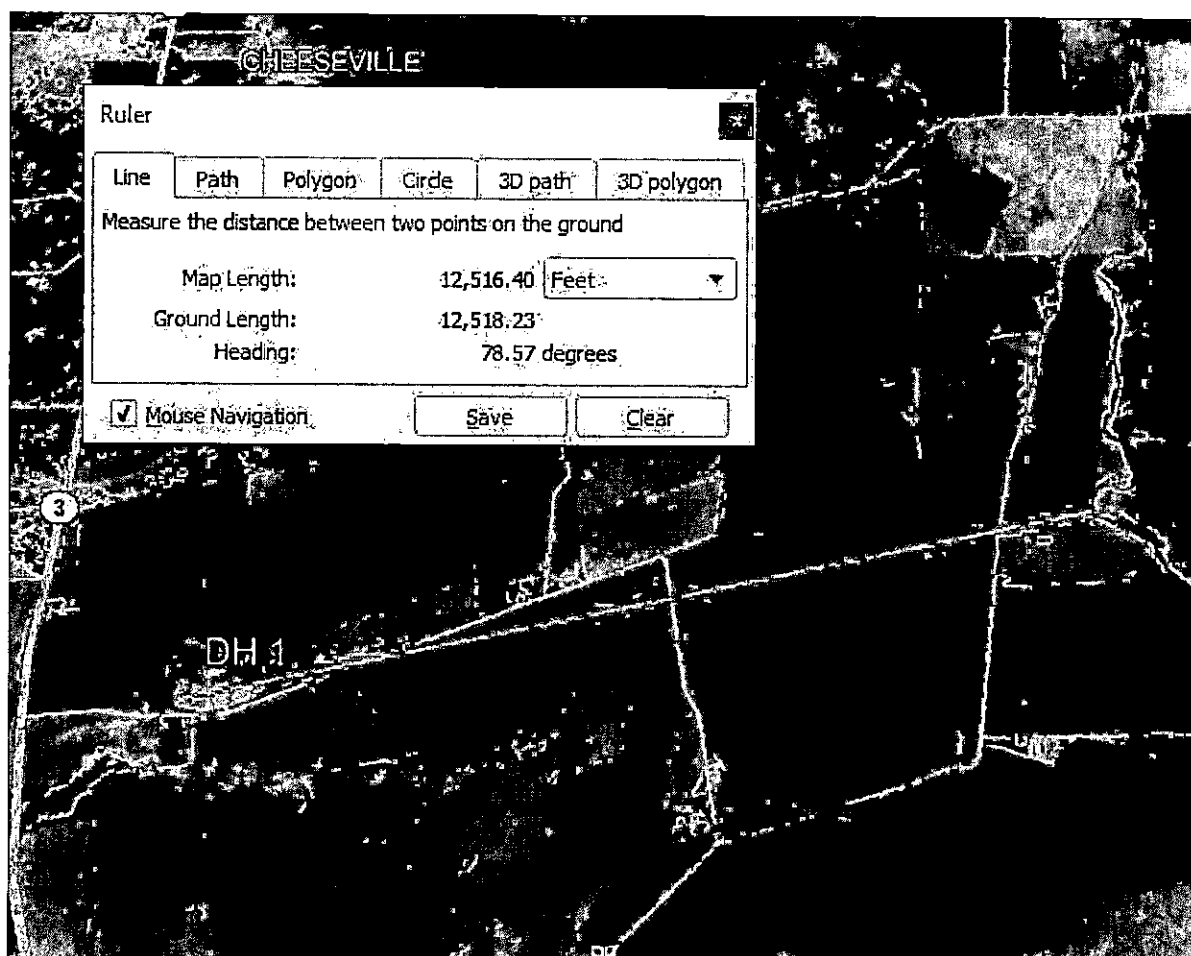 CHEESEVILLE
Ruler
Line Path Polygon Circle 3D path 3D polygon
Measure the distance between two points on the ground
Map Length: 12,516.40 Feet
Ground Length: 12,518.23
Heading: 78.57 degrees
Mouse Navigation Save Clear
3
DH 1